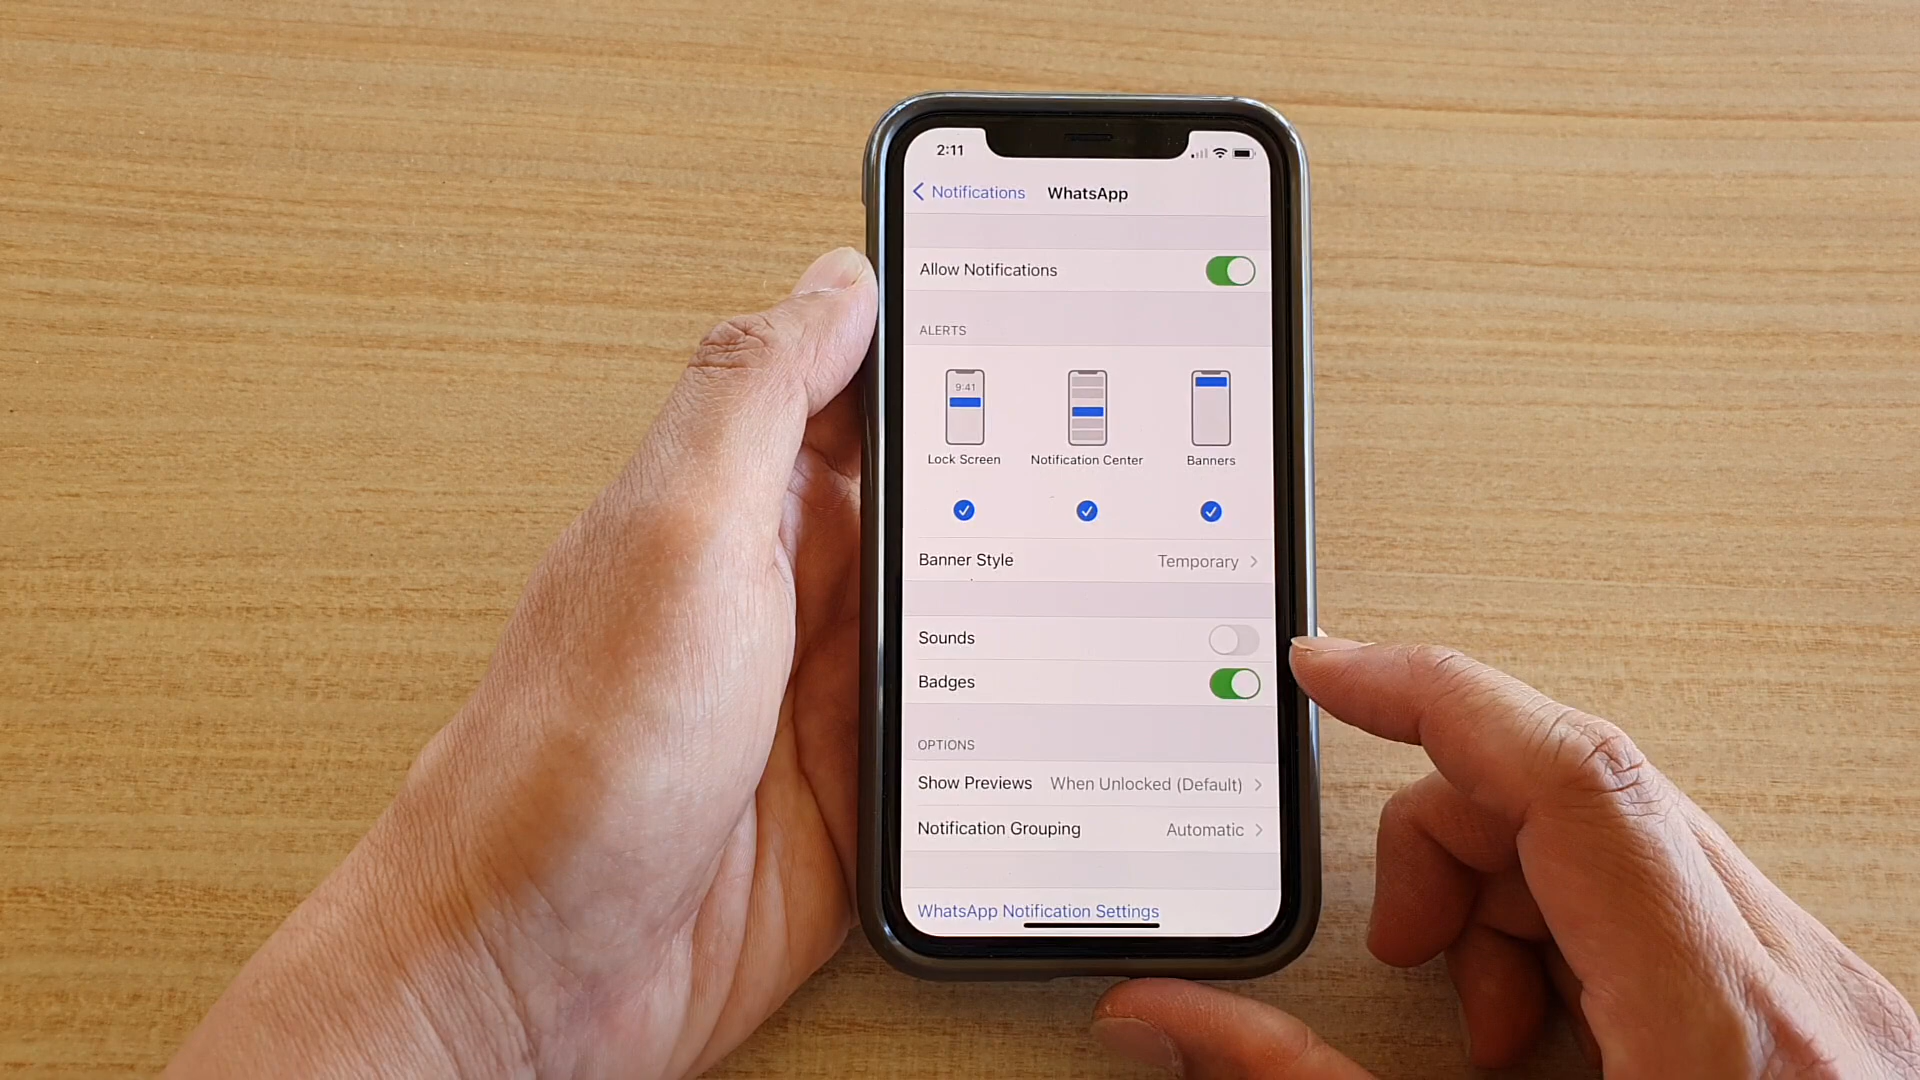 2:11
Notifications WhatsApp
Allow Notifications
ALERTS
9:41
Lock Screen Notification Center Banners
Banner Style Temporary
Sounds
Badges
OPTIONS
Show Previews When Unlocked (Default)
Notification Grouping Automatic
WhatsApp Notification Settings